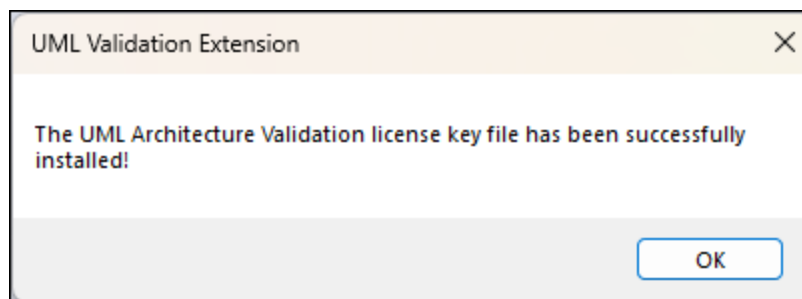 UML Validation Extension
The UML Architecture Validation license key file has been successfully
installed!
OK